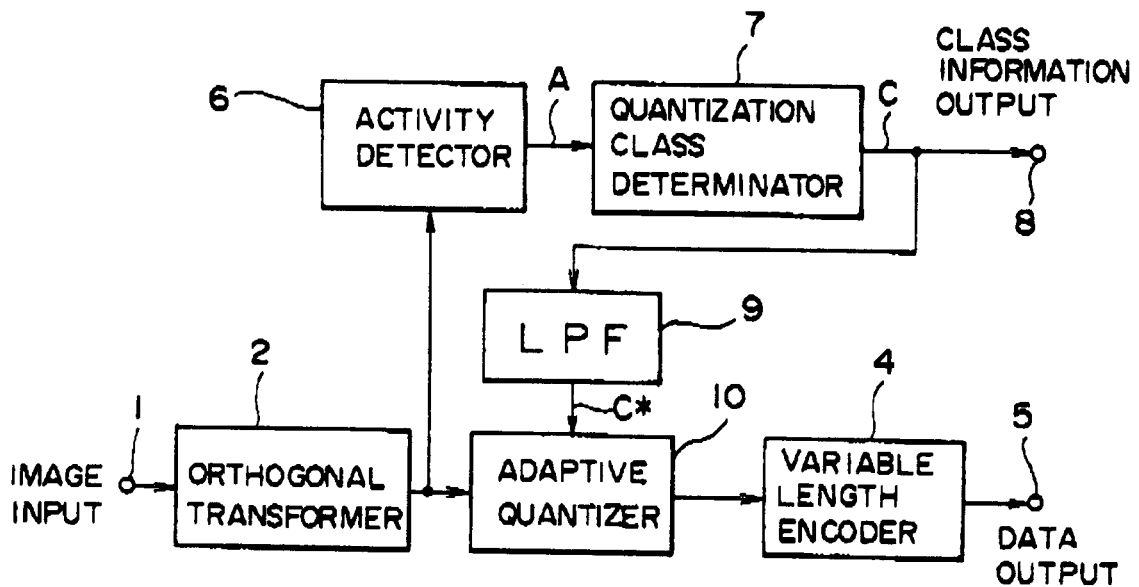 7
CLASS
INFORMATION
OUTPUT
6
ACTIVITY
DETECTOR
A
QUANTIZATION
CLASS
DETERMINATOR
C
8
LPF
9
C*
1
2
10
4
5
IMAGE
INPUT
ORTHOGONAL
TRANSFORMER
ADAPTIVE
QUANTIZER
VARIABLE
LENGTH
ENCODER
DATA
OUTPUT